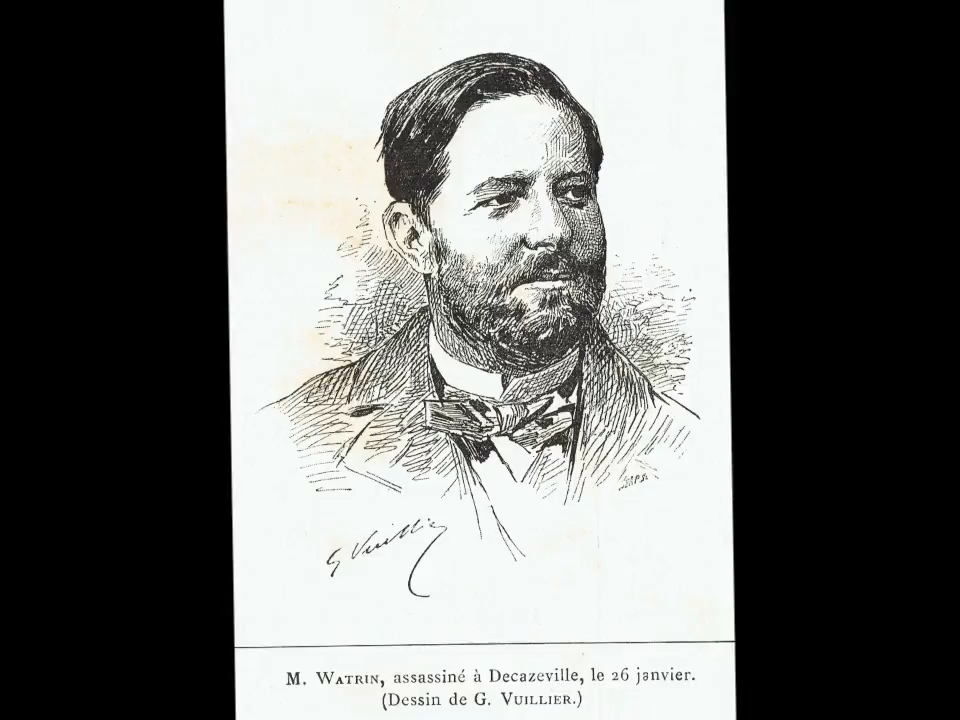 G Vuillier
M. WATRIN, assassiné à Decazeville, le 26 janvier.
(Dessin de G. VUILLIER.)